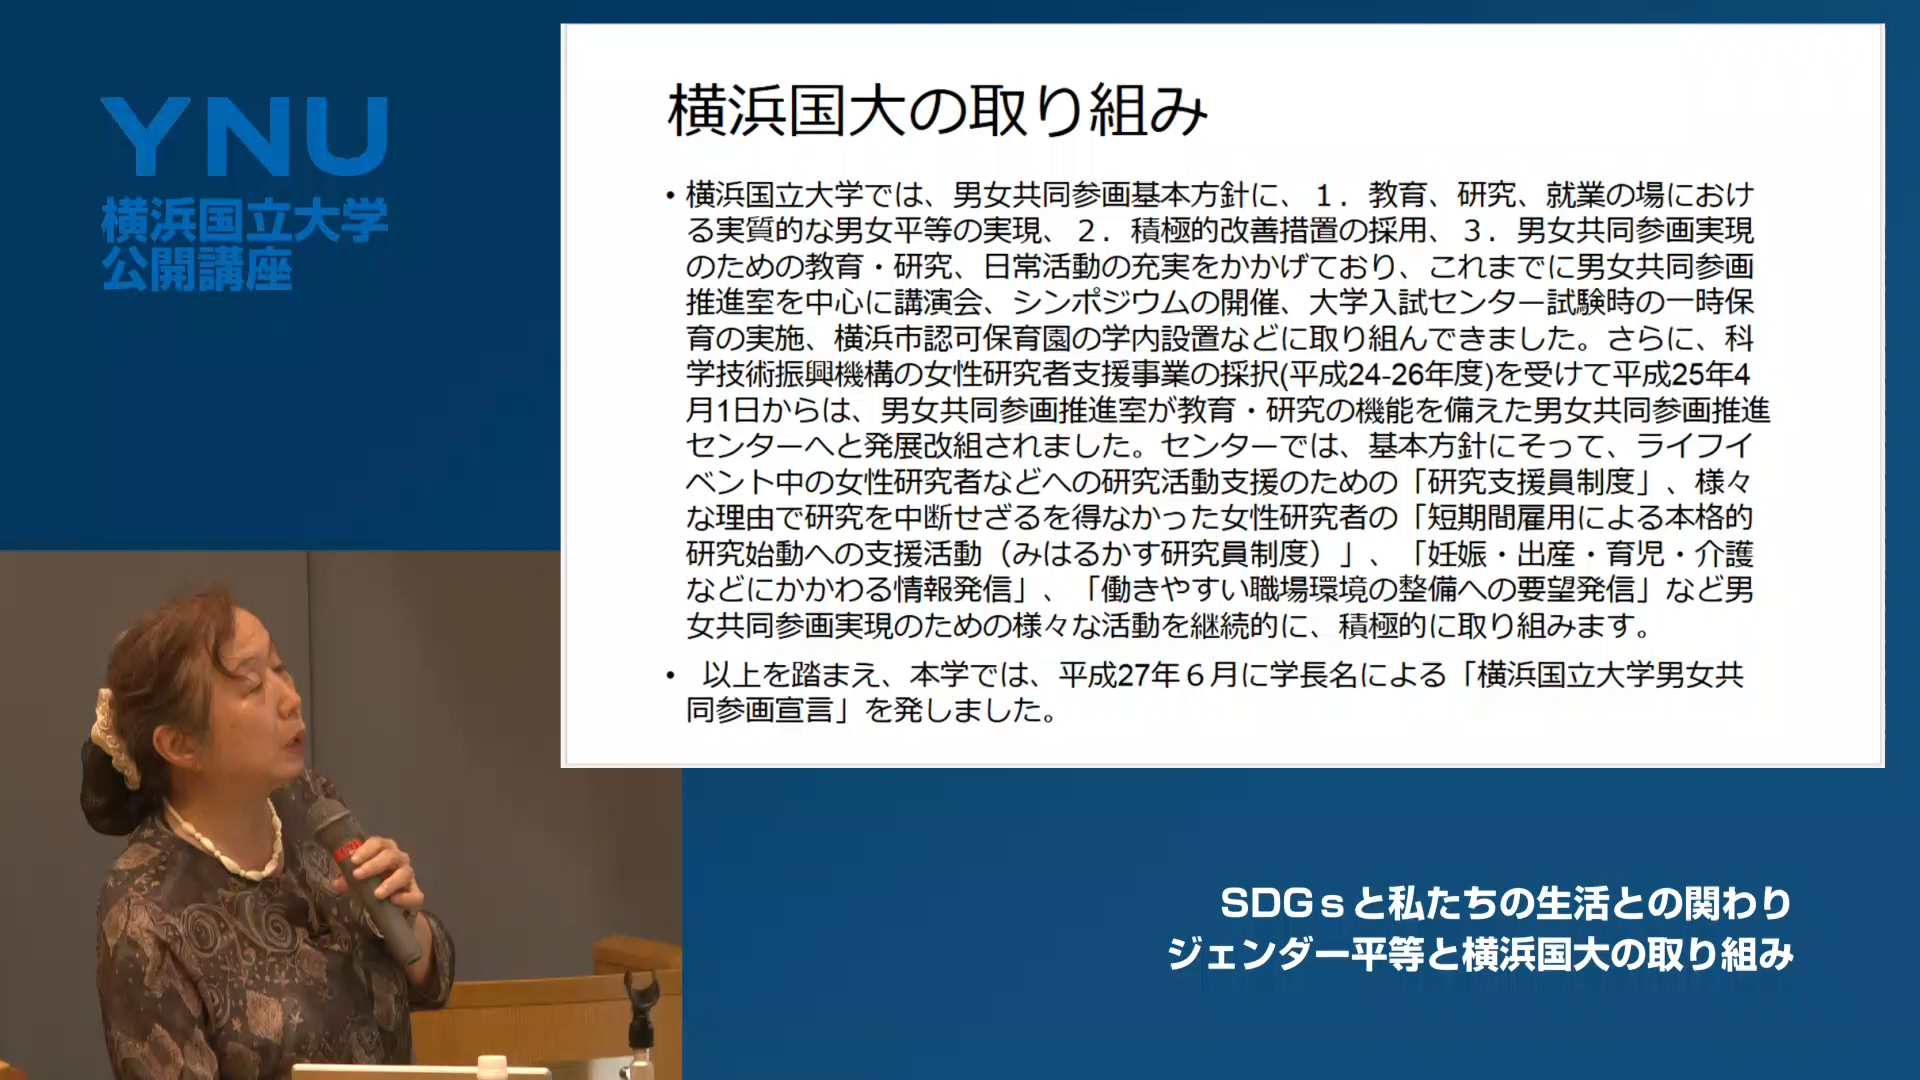 YNU
横浜国立大学
公開講座
横浜国大の取り組み
• 横浜国立大学では、男女共同参画基本方針に、１．教育、研究、就業の場におけ
る実質的な男女平等の実現、２．積極的改善措置の採用、３．男女共同参画実現
のための教育・研究、日常活動の充実をかかげており、これまでに男女共同参画
推進室を中心に講演会、シンポジウムの開催、大学入試センター試験時の一時保
育の実施、横浜市認可保育園の学内設置などに取り組んできました。さらに、科
学技術振興機構の女性研究者支援事業の採択(平成24-26年度)を受けて平成25年4
月1日からは、男女共同参画推進室が教育・研究の機能を備えた男女共同参画推進
センターへと発展改組されました。センターでは、基本方針にそって、ライフイ
ベント中の女性研究者などへの研究活動支援のための「研究支援員制度」、様々
な理由で研究を中断せざるを得なかった女性研究者の「短期間雇用による本格的
研究始動への支援活動（みはるかす研究員制度）」、「妊娠・出産・育児・介護
などにかかわる情報発信」、「働きやすい職場環境の整備への要望発信」など男
女共同参画実現のための様々な活動を継続的に、積極的に取り組みます。
• 以上を踏まえ、本学では、平成27年６月に学長名による「横浜国立大学男女共
同参画宣言」を発しました。
SDGｓと私たちの生活との関わり
ジェンダー平等と横浜国大の取り組み